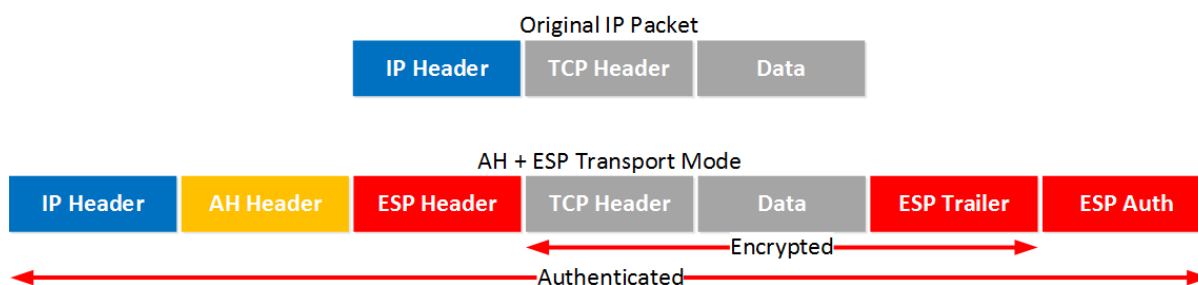 Original IP Packet
IP Header TCP Header Data
AH + ESP Transport Mode
IP Header AH Header ESP Header TCP Header Data ESP Trailer ESP Auth
Encrypted
Authenticated